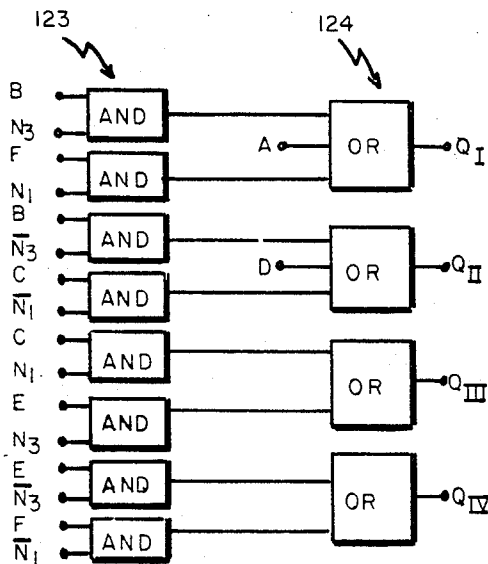 123
124
B
N3
AND
F
N1
AND
A
OR
QI
B
N̅3
AND
C
N̅1
AND
D
OR
QII
C
N1
AND
E
N3
AND
OR
QIII
E
N̅3
AND
F
N̅1
AND
OR
QIV